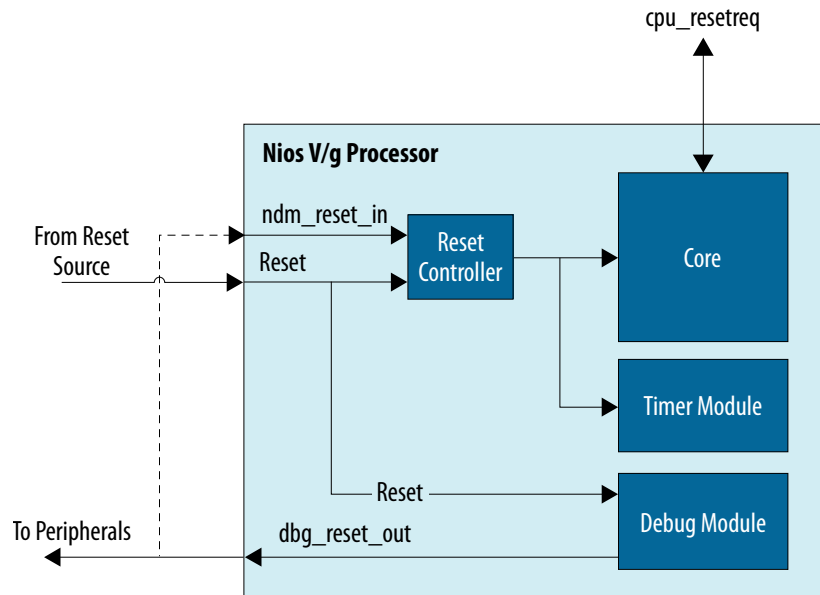 cpu_resetreq
Nios V/g Processor
ndm_reset_in
From Reset
Source
Reset
Reset
Controller
Core
Timer Module
Reset
Debug Module
To Peripherals
dbg_reset_out